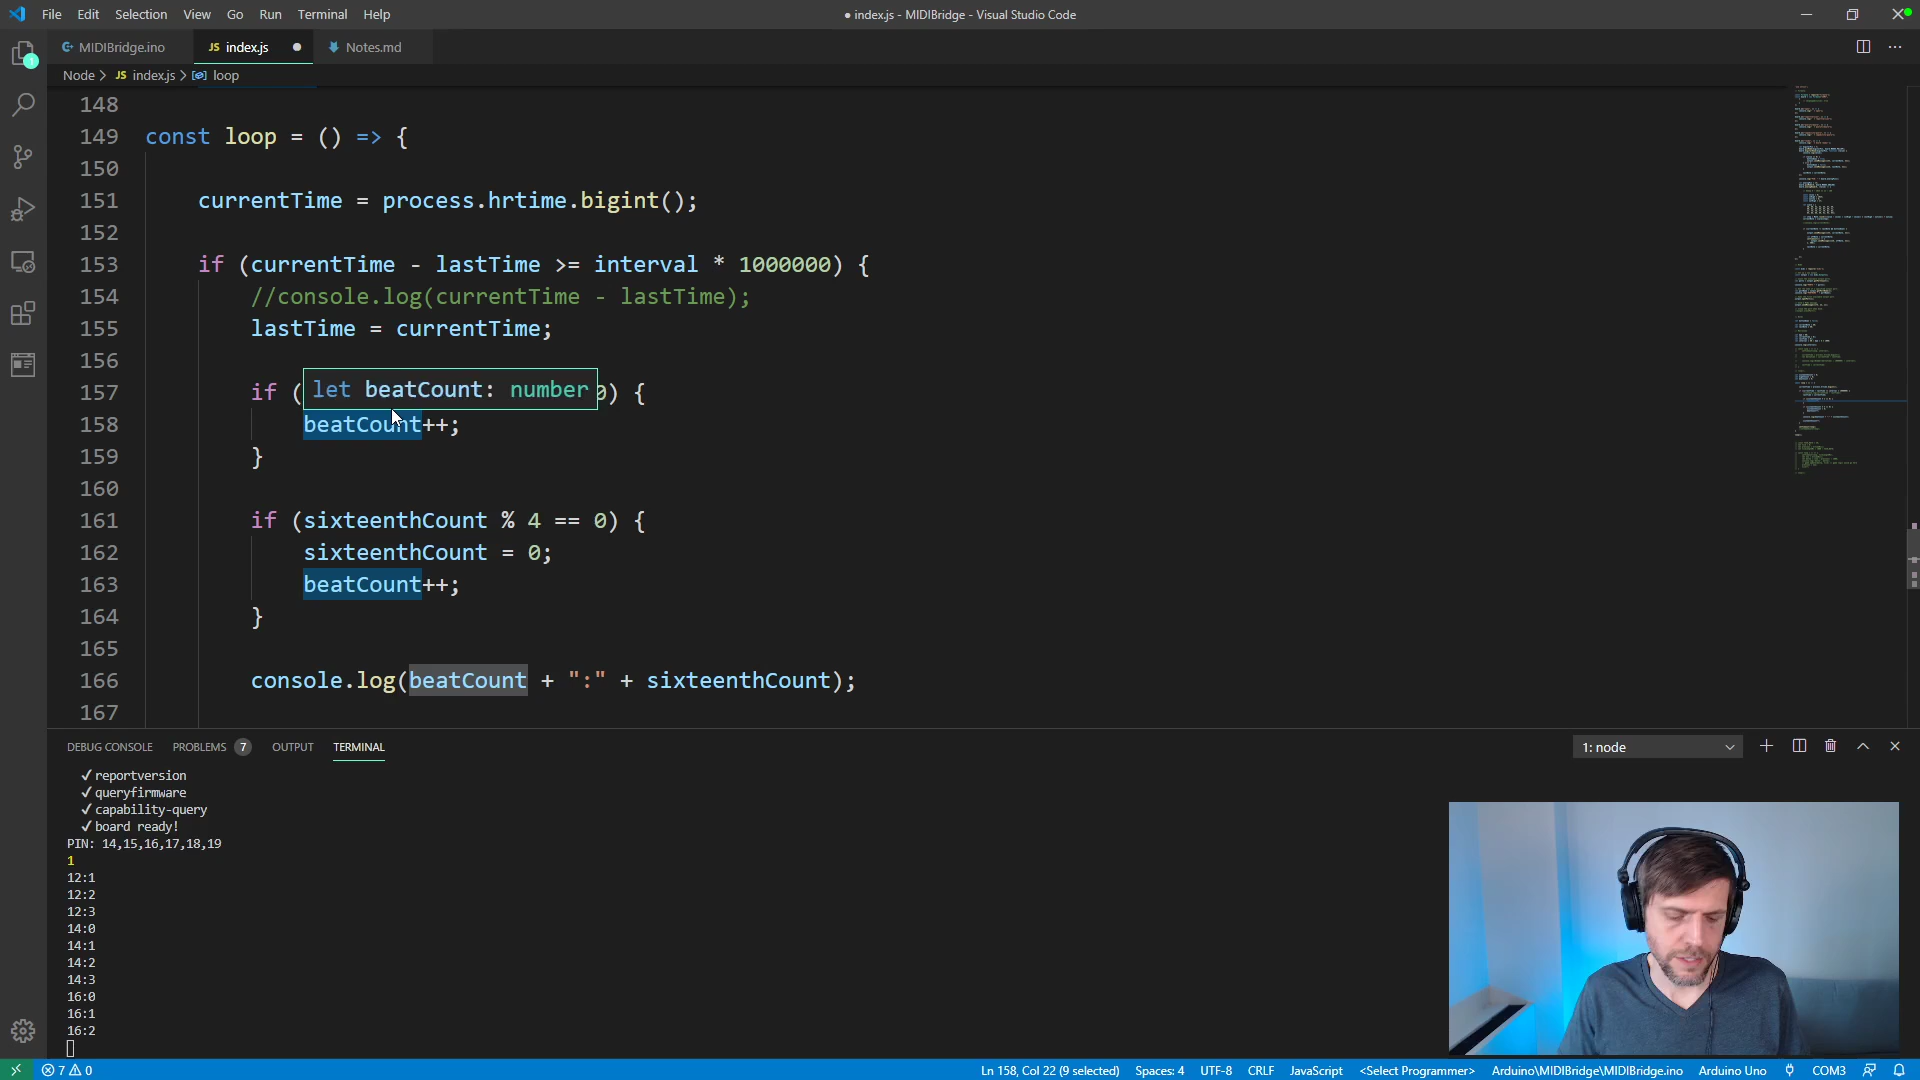 File Edit Selection View Go Run Terminal Help
● index.js - MIDIBridge - Visual Studio Code
MIDIBridge.ino
JS index.js
Notes.md
Node > JS index.js > loop
148
149 const loop = () => {
150
151 currentTime = process.hrtime.bigint();
152
153 if (currentTime - lastTime >= interval * 1000000) {
154 //console.log(currentTime - lastTime);
155 lastTime = currentTime;
156
157 if ( let beatCount: number 0) {
158 beatCount++;
159 }
160
161 if (sixteenthCount % 4 == 0) {
162 sixteenthCount = 0;
163 beatCount++;
164 }
165
166 console.log(beatCount + ":" + sixteenthCount);
167
DEBUG CONSOLE PROBLEMS 7 OUTPUT TERMINAL
1: node
✓ reportversion
✓ queryfirmware
✓ capability-query
✓ board ready!
PIN: 14,15,16,17,18,19
1
12:1
12:2
12:3
14:0
14:1
14:2
14:3
16:0
16:1
16:2
7 0 Ln 158, Col 22 (9 selected) Spaces: 4 UTF-8 CRLF JavaScript <Select Programmer> Arduino\MIDIBridge\MIDIBridge.ino Arduino Uno COM3